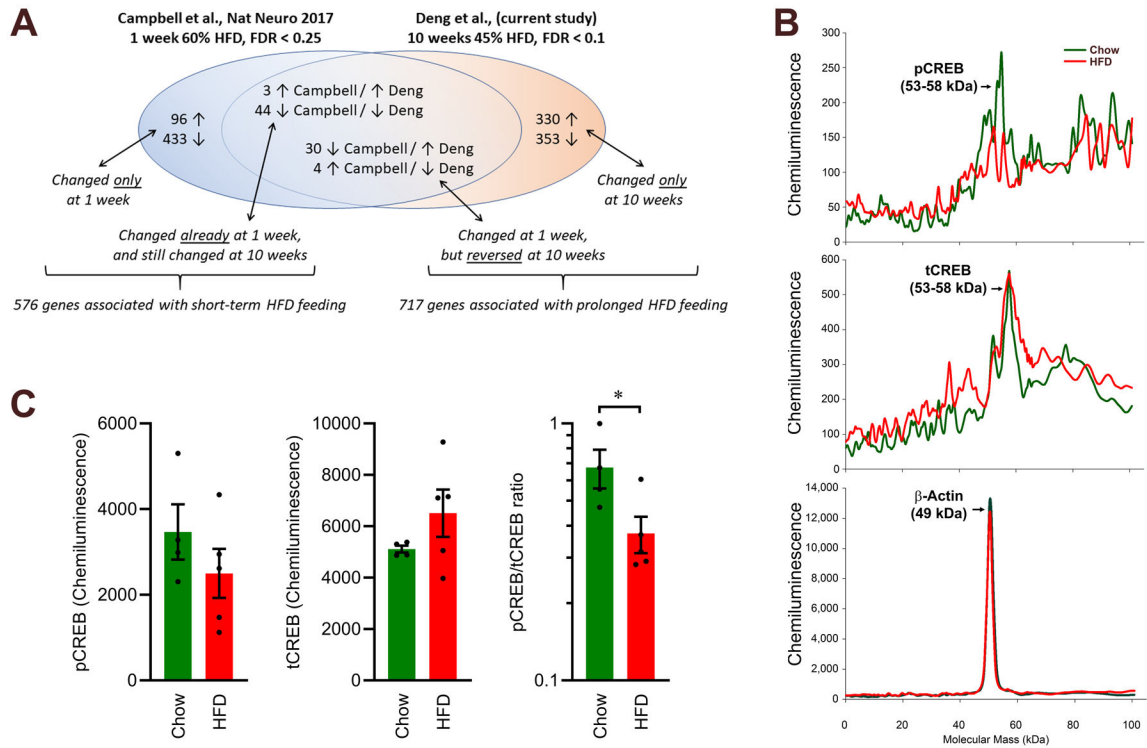 A
Campbell et al., Nat Neuro 2017
1 week 60% HFD, FDR < 0.25
Deng et al., (current study)
10 weeks 45% HFD, FDR < 0.1
3 ↑ Campbell / ↑ Deng
44 ↓ Campbell / ↓ Deng
96 ↑
433 ↓
330 ↑
353 ↓
30 ↓ Campbell / ↑ Deng
4 ↑ Campbell / ↓ Deng
Changed only
at 1 week
Changed only
at 10 weeks
Changed already at 1 week,
and still changed at 10 weeks
Changed at 1 week,
but reversed at 10 weeks
576 genes associated with short-term HFD feeding
717 genes associated with prolonged HFD feeding
B
Chemiluminescence
300
250
200
150
100
50
0
pCREB
(53-58 kDa)
Chow
HFD
Chemiluminescence
600
500
400
300
200
100
0
tCREB
(53-58 kDa)
Chemiluminescence
14,000
12,000
10,000
8,000
6,000
4,000
2,000
0
β-Actin
(49 kDa)
0 20 40 60 80 100
Molecular Mass (kDa)
C
pCREB (Chemiluminescence)
6000
4000
2000
0
Chow
HFD
tCREB (Chemiluminescence)
10000
8000
6000
4000
2000
0
Chow
HFD
pCREB/tCREB ratio
1
0.1
*
Chow
HFD